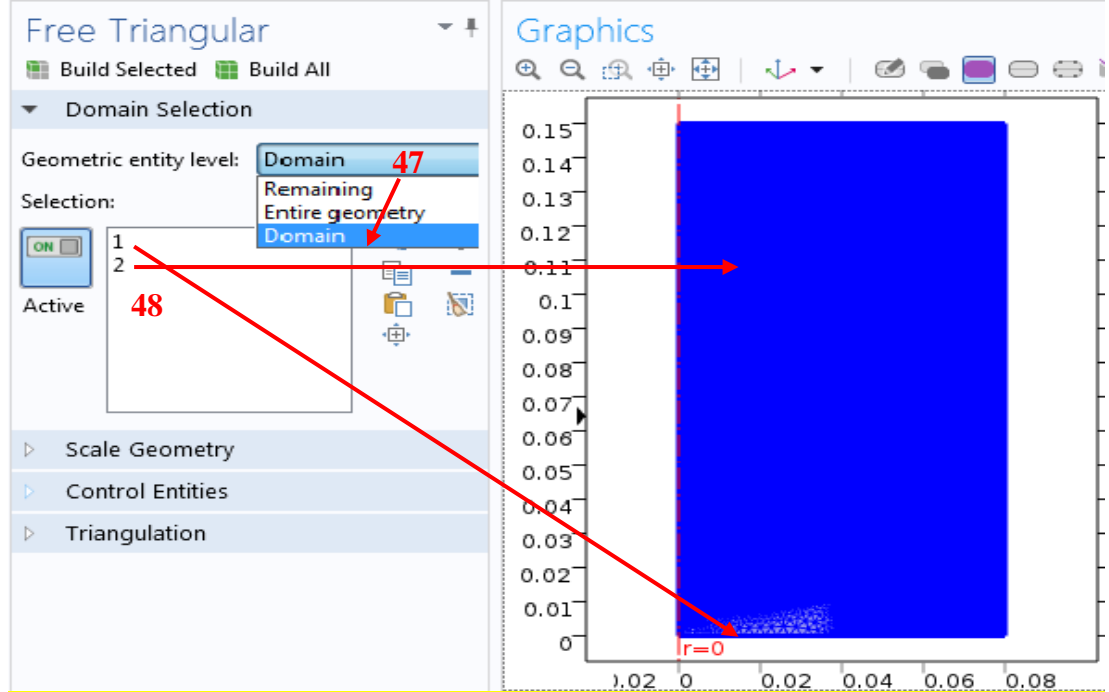 Free Triangular
Build Selected Build All
Domain Selection
Geometric entity level: Domain
47
Remaining
Entire geometry
Domain
Selection:
ON
1
2
Active
48
Scale Geometry
Control Entities
Triangulation
Graphics
0.15
0.14
0.13
0.12
0.11
0.1
0.09
0.08
0.07
0.06
0.05
0.04
0.03
0.02
0.01
0
r=0
0 0.02 0.04 0.06 0.08